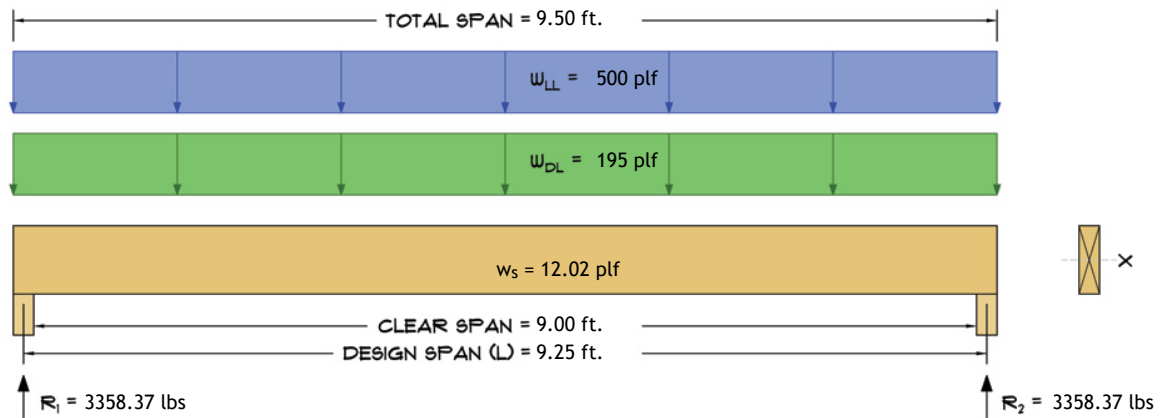 TOTAL SPAN = 9.50 ft.
WLL = 500 plf
WDL = 195 plf
ws = 12.02 plf
X
CLEAR SPAN = 9.00 ft.
DESIGN SPAN (L) = 9.25 ft.
R1 = 3358.37 lbs
R2 = 3358.37 lbs